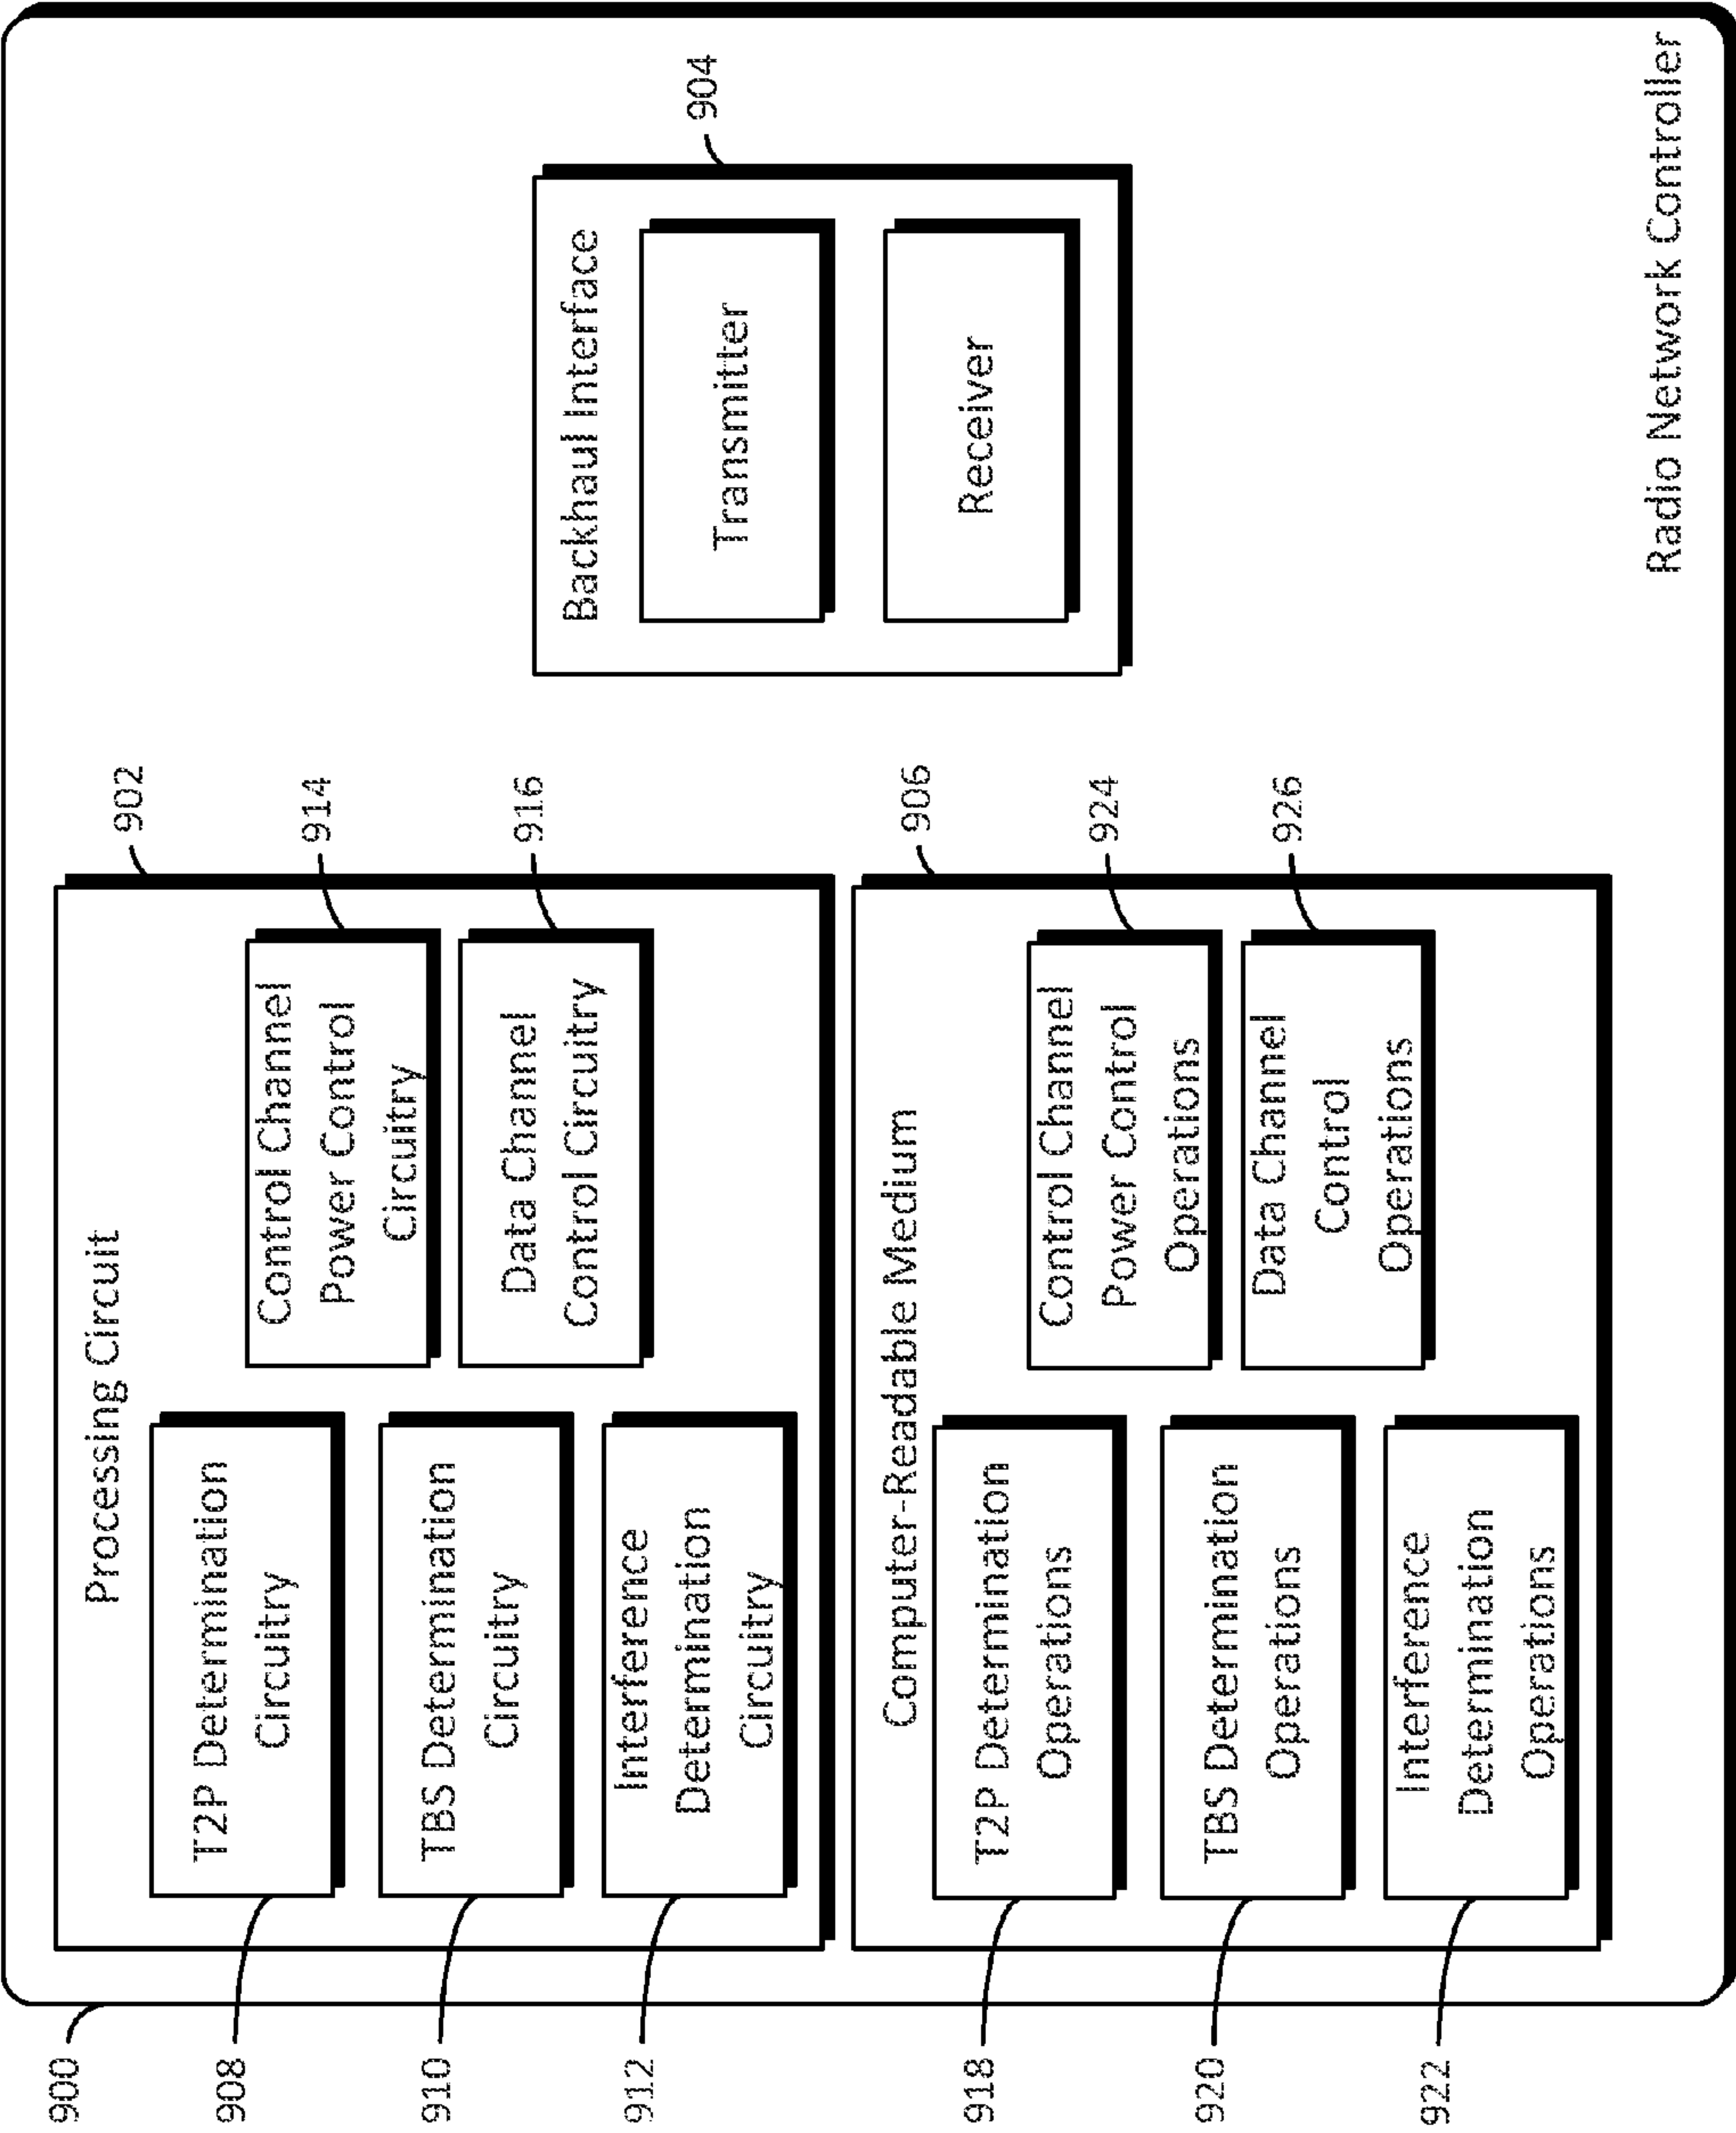 900
Processing Circuit
902
908
T2P Determination
Circuitry
910
TBS Determination
Circuitry
912
Interference
Determination
Circuitry
Control Channel
Power Control
Circuitry
914
Data Channel
Control Circuitry
916
Computer-Readable Medium
906
918
T2P Determination
Operations
920
TBS Determination
Operations
922
Interference
Determination
Operations
Control Channel
Power Control
Operations
924
Data Channel
Control
Operations
926
Backhaul Interface
904
Transmitter
Receiver
Radio Network Controller